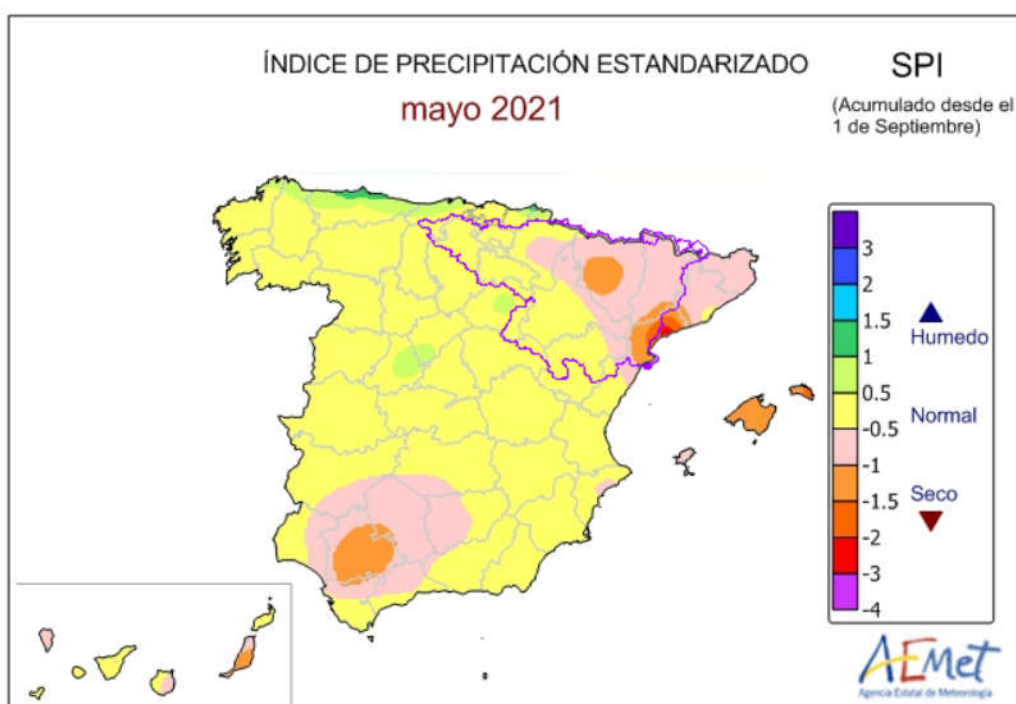 ÍNDICE DE PRECIPITACIÓN ESTANDARIZADO
mayo 2021
SPI
(Acumulado desde el
1 de Septiembre)
3
2
1.5
1
0.5
-0.5
-1
-1.5
-2
-3
-4
Humedo
Normal
Seco
AEMet
Agencia Estatal de Meteorología